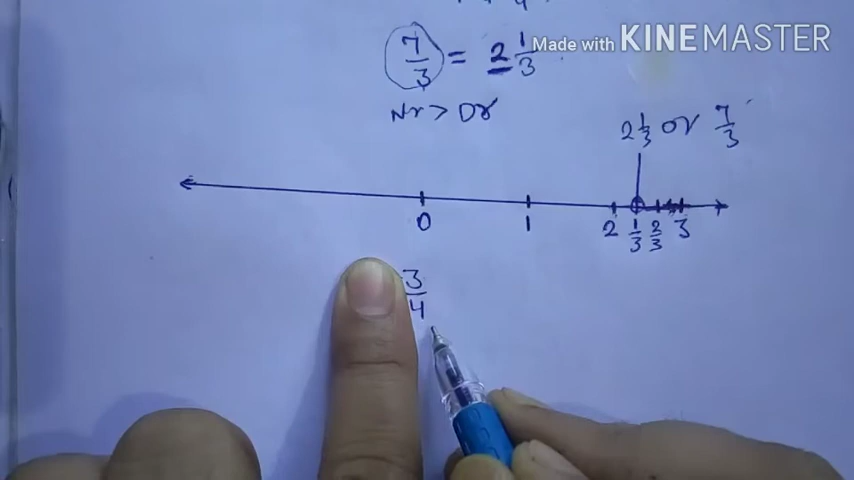 7/3 = 2 1/3
Made with KINEMASTER
Nr > Dr
2 1/3 or 7/3
0 1 2 1/3 2/3 3
3/4